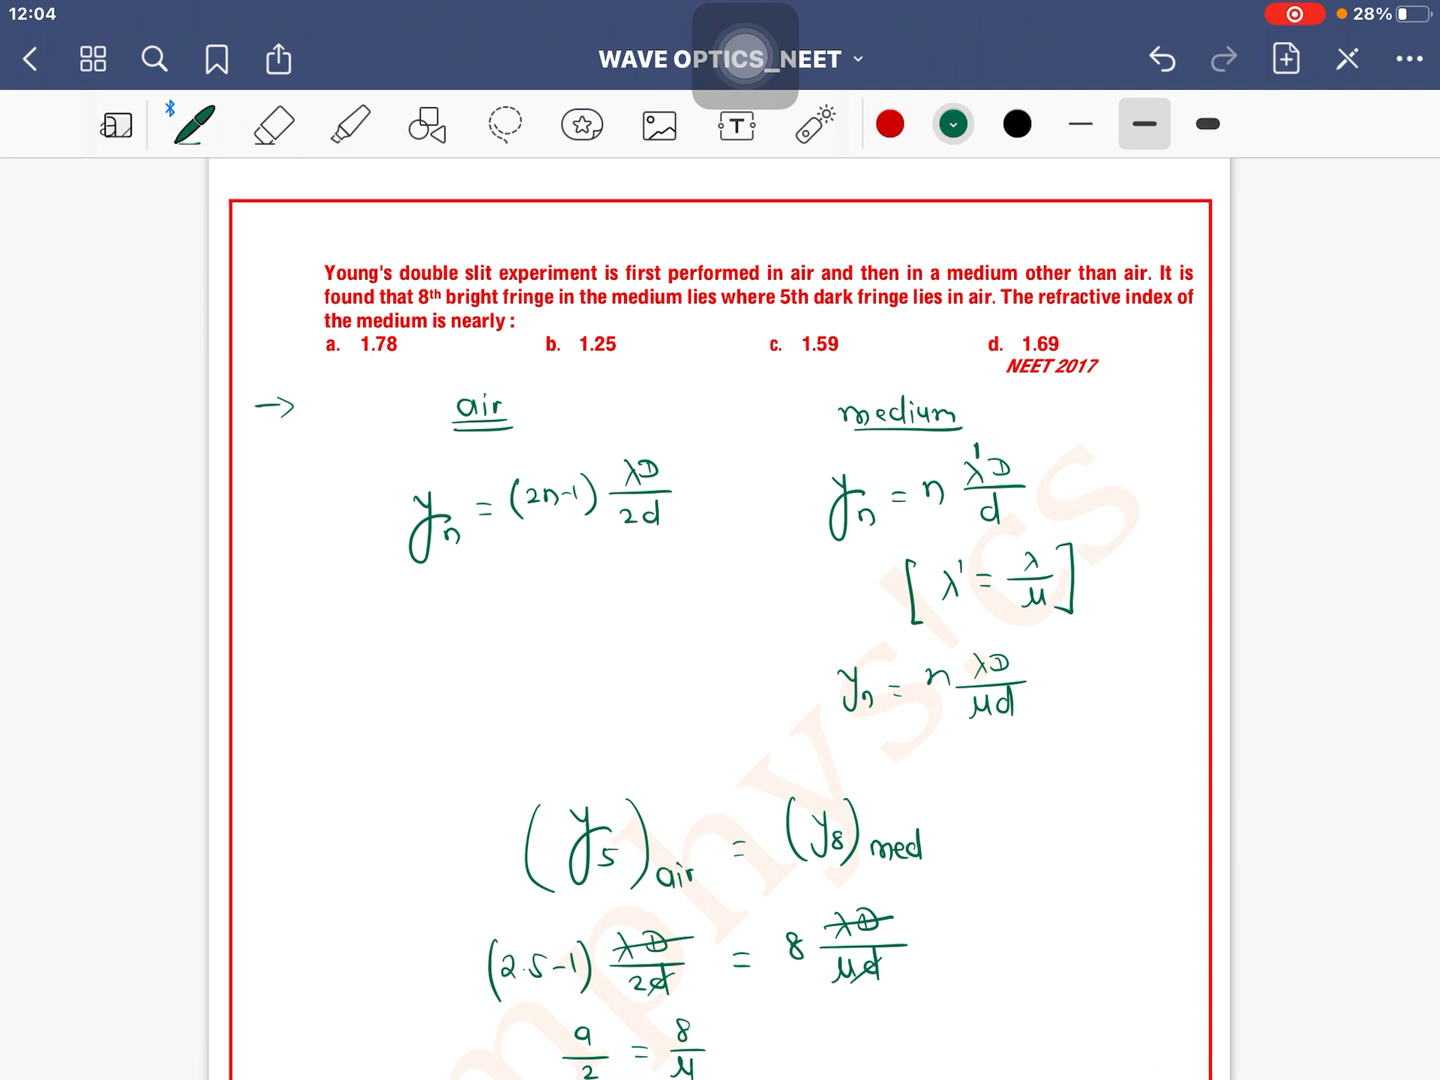 12:04
28%
WAVE OPTICS_NEET
T
Young's double slit experiment is first performed in air and then in a medium other than air. It is
found that 8th bright fringe in the medium lies where 5th dark fringe lies in air. The refractive index of
the medium is nearly :
a. 1.78 b. 1.25 c. 1.59 d. 1.69
NEET 2017
→ air medium
yₙ = (2n-1) λD/2d yₙ = n λ'D/d
[λ' = λ/μ]
yₙ = n λD/μd
(y₅)air = (y₈)med
(2.5-1) λD/2d = 8 λD/μd
9/2 = 8/μ
mphy
s!cs